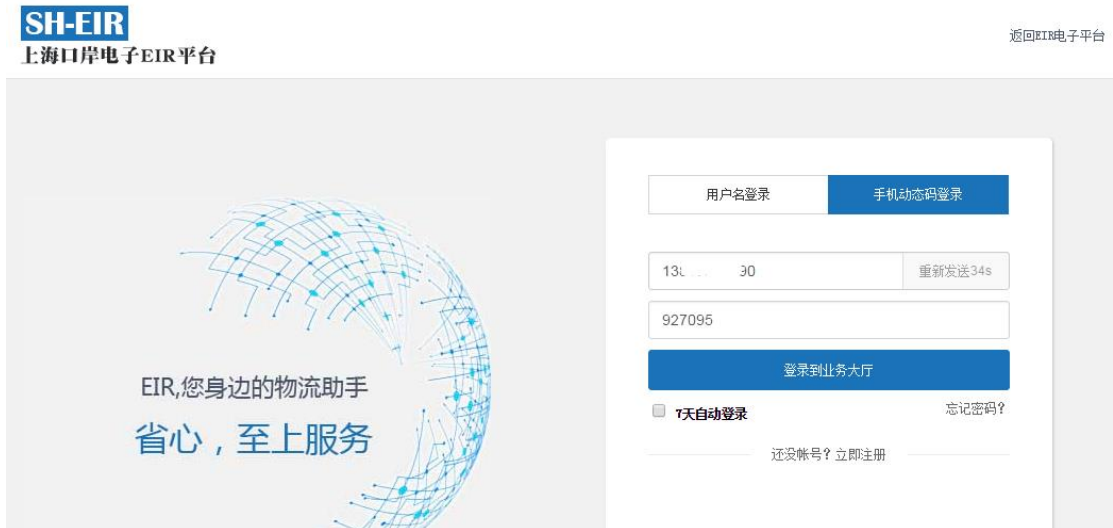 SH-EIR
上海口岸电子EIR平台
返回EIR电子平台
用户名登录
手机动态码登录
90
重新发送34s
927095
登录到业务大厅
7天自动登录
忘记密码?
还没帐号? 立即注册
EIR,您身边的物流助手
省心，至上服务